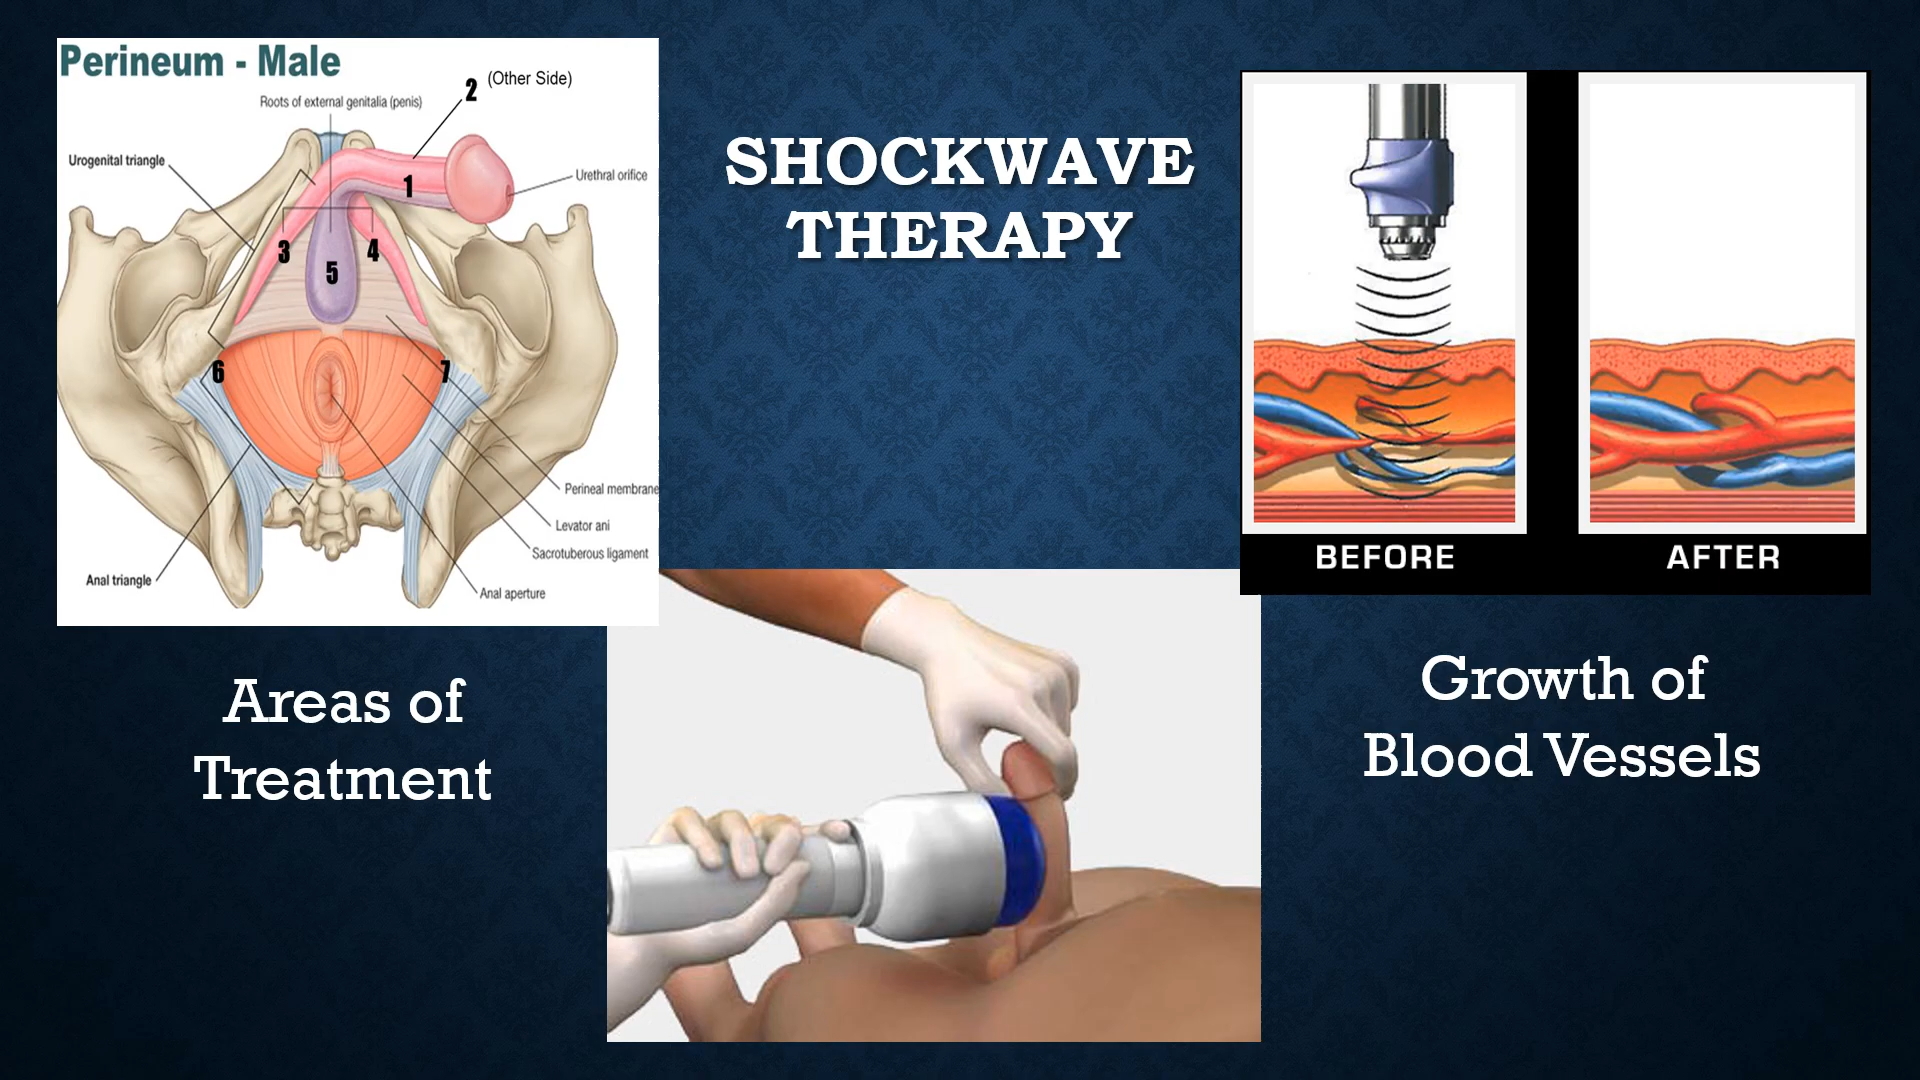 Perineum - Male
2
(Other Side)
Roots of external genitalia (penis)
Urogenital triangle
Urethral orifice
1
3
4
5
6
7
Perineal membrane
Levator ani
Sacrotuberous ligament
Anal triangle
Anal aperture
SHOCKWAVE
THERAPY
BEFORE
AFTER
Areas of
Treatment
Growth of
Blood Vessels